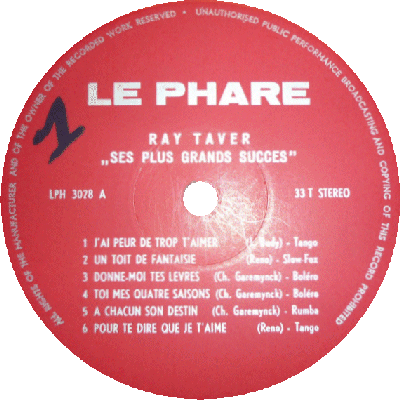 ALL RIGHTS OF THE MANUFACTURER AND OF THE OWNER OF THE RECORDED WORK RESERVED • UNAUTHORISED PUBLIC PERFORMANCE BROADCASTING AND COPYING OF THIS RECORD PROHIBITED
LE PHARE
1
RAY TAVER
„SES PLUS GRANDS SUCCES"
LPH 3028 A 33 T STEREO
1 J'AI PEUR DE TROP T'AIMER Body) - Tango
2 UN TOIT DE FANTAISIE (Reno) - Slow-Fox
3 DONNE-MOI TES LEVRES (Ch. Garemynck) - Boléro
4 TOI MES QUATRE SAISONS (Ch. Garemynck) - Boléro
5 A CHACUN SON DESTIN (Ch. Garemynck) - Rumba
6 POUR TE DIRE QUE JE T'AIME (Reno) - Tango